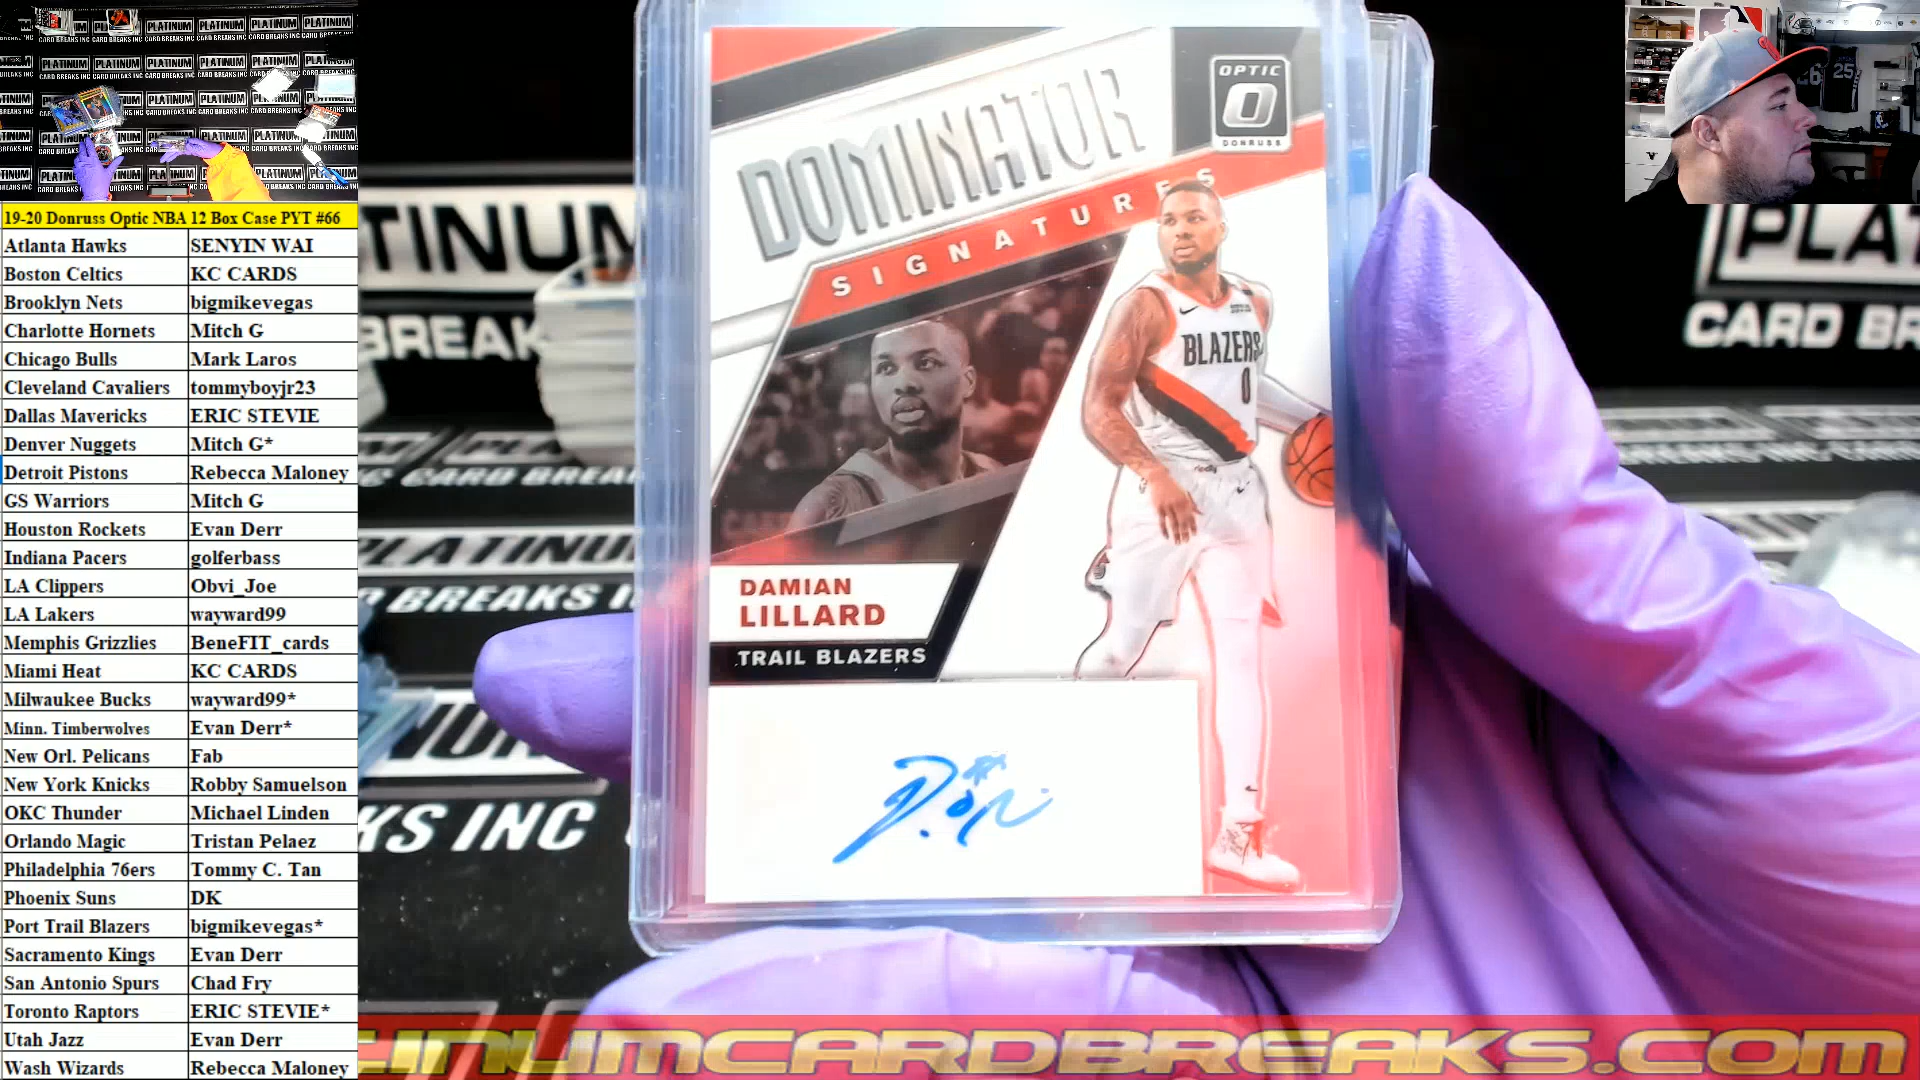 19-20 Donruss Optic NBA 12 Box Case PYT #66
Atlanta Hawks SENYIN WAI
Boston Celtics KC CARDS
Brooklyn Nets bigmikevegas
Charlotte Hornets Mitch G
Chicago Bulls Mark Laros
Cleveland Cavaliers tommyboyjr23
Dallas Mavericks ERIC STEVIE
Denver Nuggets Mitch G*
Detroit Pistons Rebecca Maloney
GS Warriors Mitch G
Houston Rockets Evan Derr
Indiana Pacers golferbass
LA Clippers Obvi_Joe
LA Lakers wayward99
Memphis Grizzlies BeneFIT_cards
Miami Heat KC CARDS
Milwaukee Bucks wayward99*
Minn. Timberwolves Evan Derr*
New Orl. Pelicans Fab
New York Knicks Robby Samuelson
OKC Thunder Michael Linden
Orlando Magic Tristan Pelaez
Philadelphia 76ers Tommy C. Tan
Phoenix Suns DK
Port Trail Blazers bigmikevegas*
Sacramento Kings Evan Derr
San Antonio Spurs Chad Fry
Toronto Raptors ERIC STEVIE*
Utah Jazz Evan Derr
Wash Wizards Rebecca Maloney
DOMINATOR
SIGNATURES
OPTIC
DONRUSS
BLAZERS
0
DAMIAN
LILLARD
TRAIL BLAZERS
PLATINUM
CARD BREAKS INC
25
INUMCARDBREAKS.COM